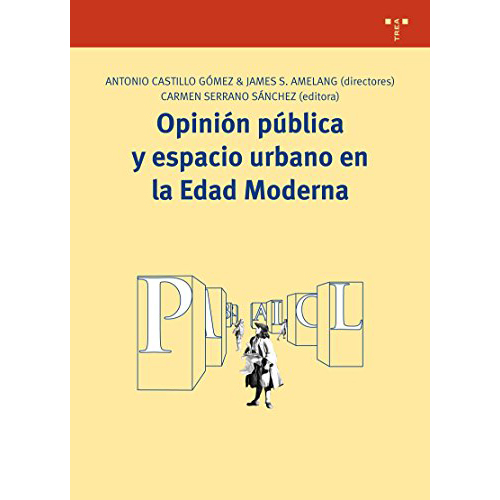 TREA
ANTONIO CASTILLO GÓMEZ & JAMES S. AMELANG (directores)
CARMEN SERRANO SÁNCHEZ (editora)
Opinión pública
y espacio urbano en
la Edad Moderna
P
A
L
C
L